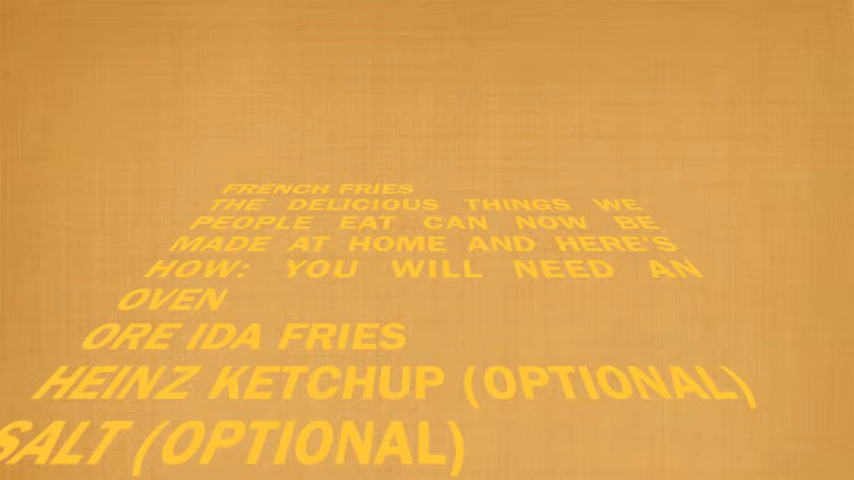 FRENCH FRIES
THE DELICIOUS THINGS WE
PEOPLE EAT CAN NOW BE
MADE AT HOME AND HERE'S
HOW: YOU WILL NEED AN
OVEN
ORE IDA FRIES
HEINZ KETCHUP (OPTIONAL)
SALT (OPTIONAL)